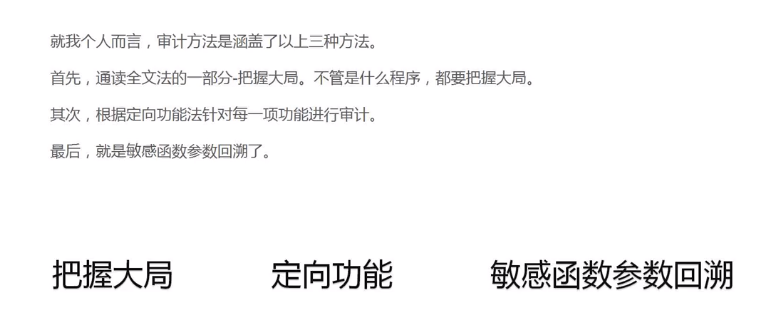 就我个人而言，审计方法是涵盖了以上三种方法。
首先，通读全文法的一部分-把握大局。不管是什么程序，都要把握大局。
其次，根据定向功能法针对每一项功能进行审计。
最后，就是敏感函数参数回溯了。
把握大局 定向功能 敏感函数参数回溯